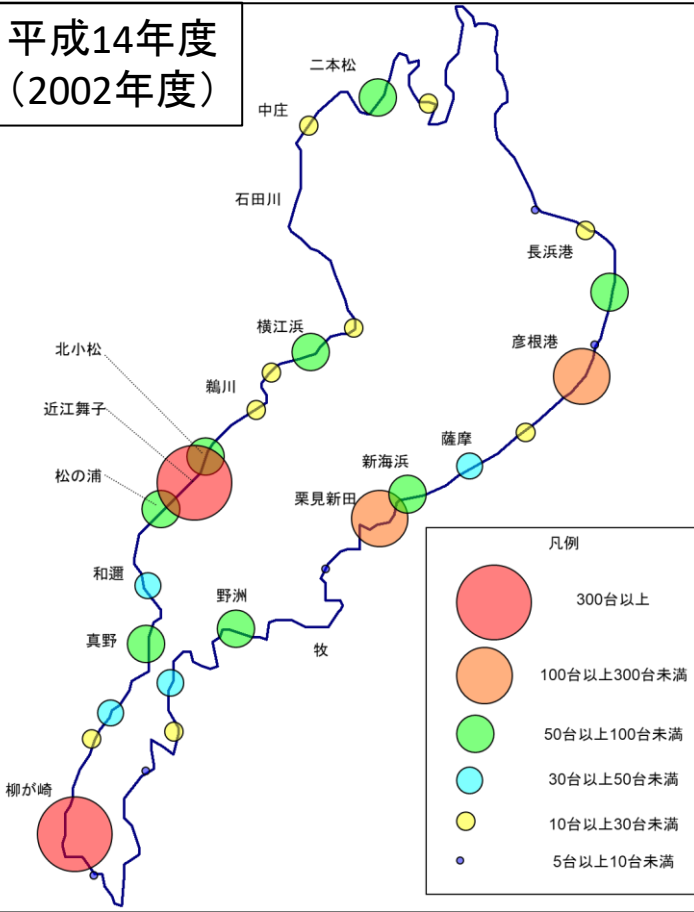 平成14年度
（2002年度）
二本松
中庄
石田川
長浜港
横江浜
彦根港
北小松
鵜川
近江舞子
薩摩
新海浜
松の浦
栗見新田
凡例
和邇
野洲
300台以上
真野
牧
100台以上300台未満
50台以上100台未満
30台以上50台未満
柳が崎
10台以上30台未満
5台以上10台未満